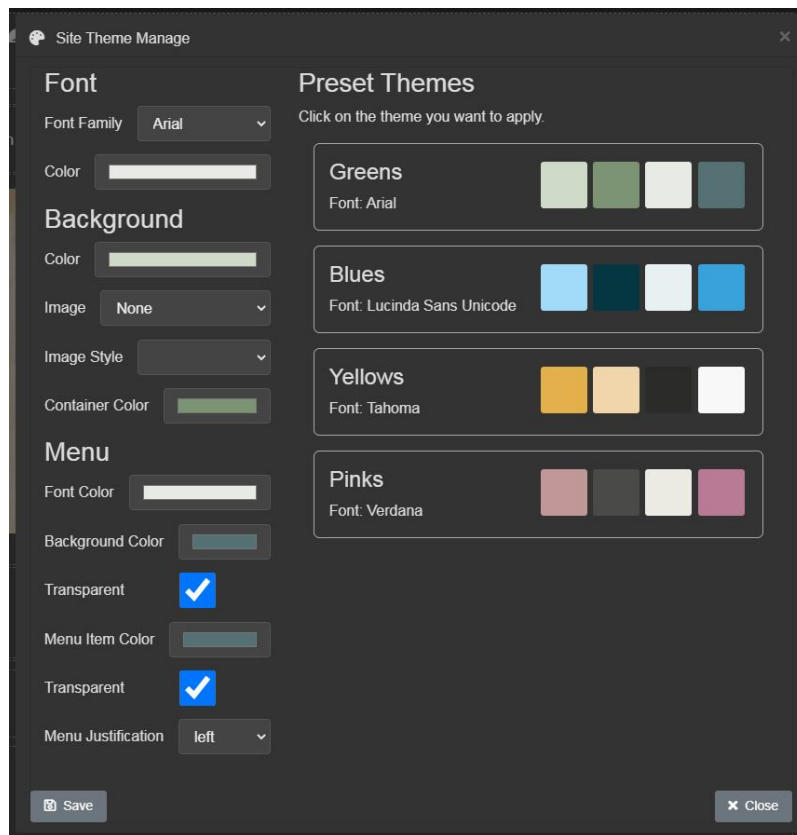 Site Theme Manage
Font
Font Family Arial
Color
Background
Color
Image None
Image Style
Container Color
Menu
Font Color
Background Color
Transparent
Menu Item Color
Transparent
Menu Justification left
Save
Preset Themes
Click on the theme you want to apply.
Greens
Font: Arial
Blues
Font: Lucinda Sans Unicode
Yellows
Font: Tahoma
Pinks
Font: Verdana
Close